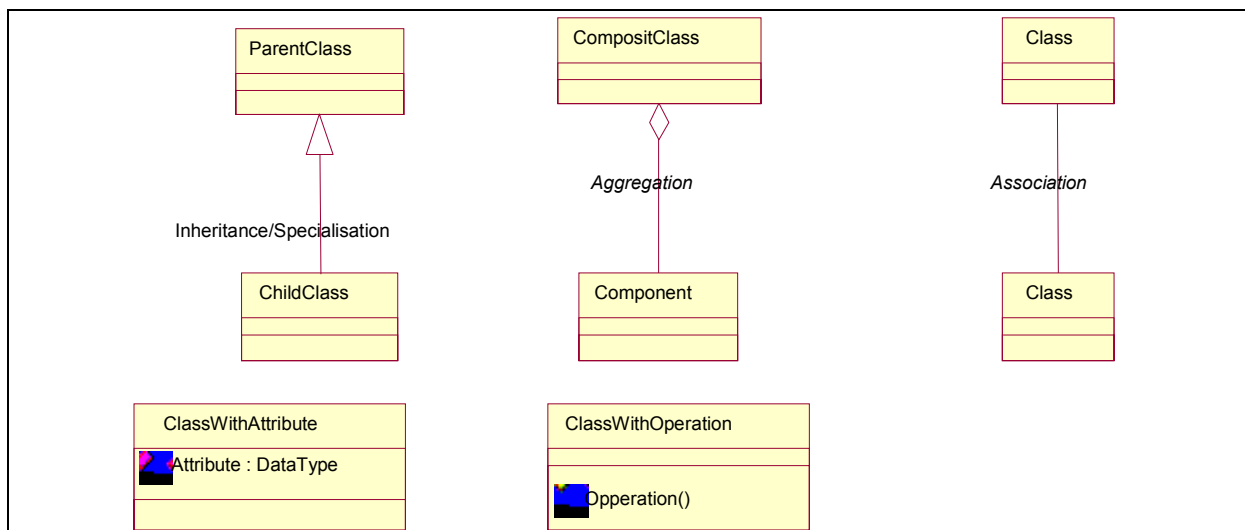 ParentClass
CompositClass
Class
Aggregation
Association
Inheritance/Specialisation
ChildClass
Component
Class
ClassWithAttribute
ClassWithOperation
Attribute : DataType
Opperation()